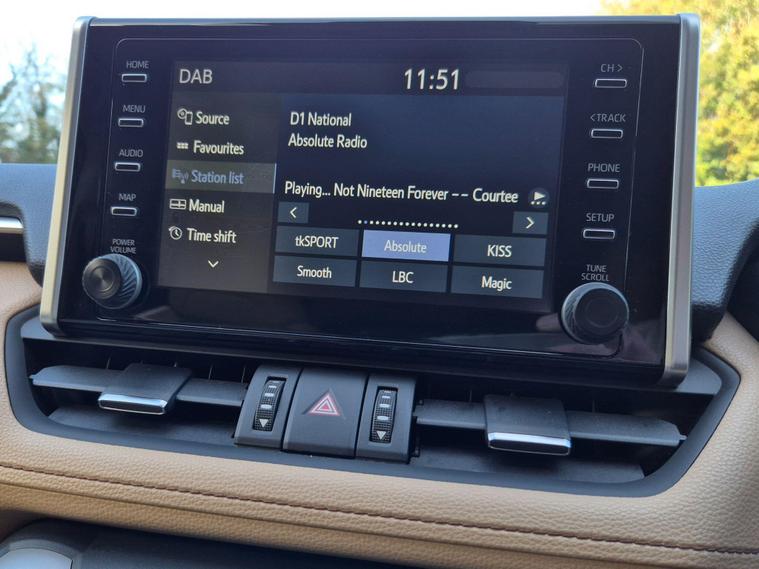 HOME
MENU
AUDIO
MAP
POWER
VOLUME
DAB
11:51
Source
Favourites
Station list
Manual
Time shift
D1 National
Absolute Radio
Playing... Not Nineteen Forever -- Courtee
<
>
tkSPORT
Absolute
KISS
Smooth
LBC
Magic
CH >
< TRACK
PHONE
SETUP
TUNE
SCROLL